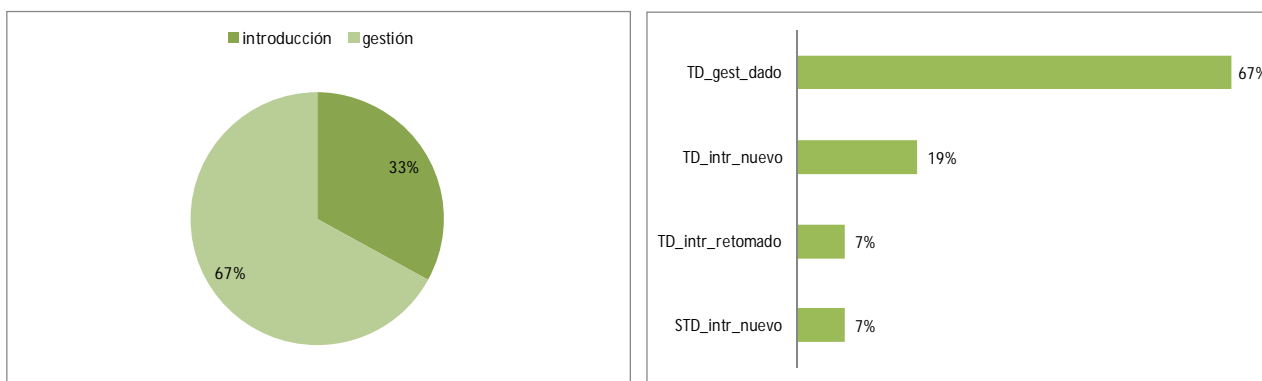 introducción gestión
33%
67%
TD_gest_dado 67%
TD_intr_nuevo 19%
TD_intr_retomado 7%
STD_intr_nuevo 7%